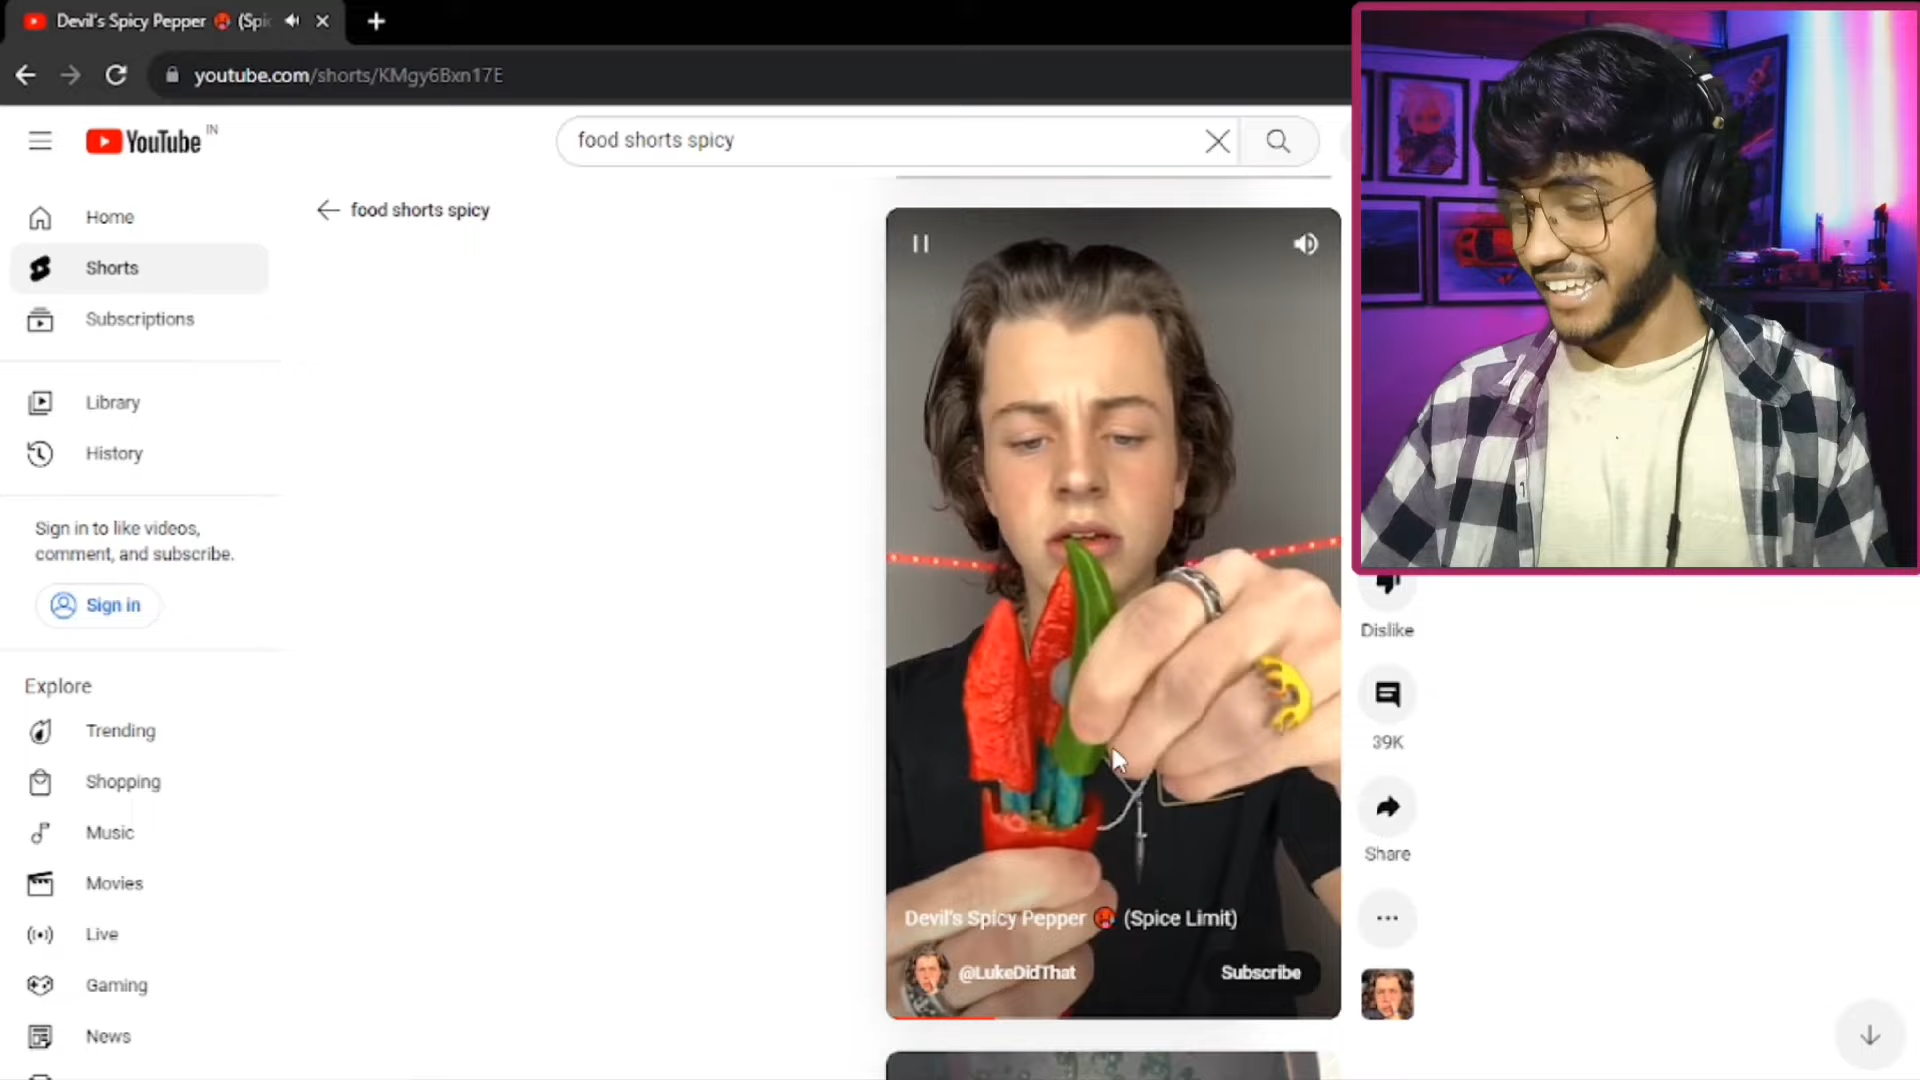 Devil's Spicy Pepper (Spic
youtube.com/shorts/KMgy6Bxn17E
YouTube IN
food shorts spicy
Home
food shorts spicy
Shorts
Subscriptions
Library
History
Sign in to like videos,
comment, and subscribe.
Sign in
Explore
Trending
Shopping
Music
Movies
Live
Gaming
News
Devil's Spicy Pepper 🥵 (Spice Limit)
@LukeDidThat
Subscribe
Dislike
39K
Share